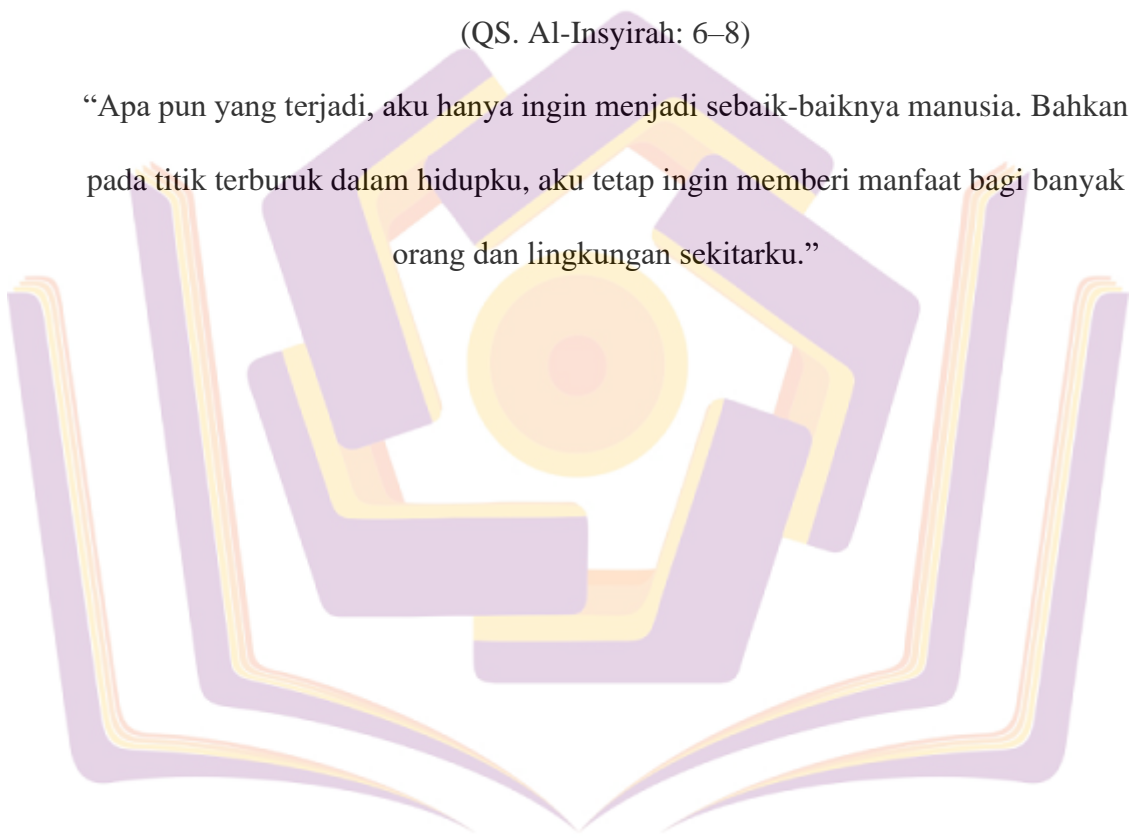 (QS. Al-Insyirah: 6–8)
“Apa pun yang terjadi, aku hanya ingin menjadi sebaik-baiknya manusia. Bahkan
pada titik terburuk dalam hidupku, aku tetap ingin memberi manfaat bagi banyak
orang dan lingkungan sekitarku.”